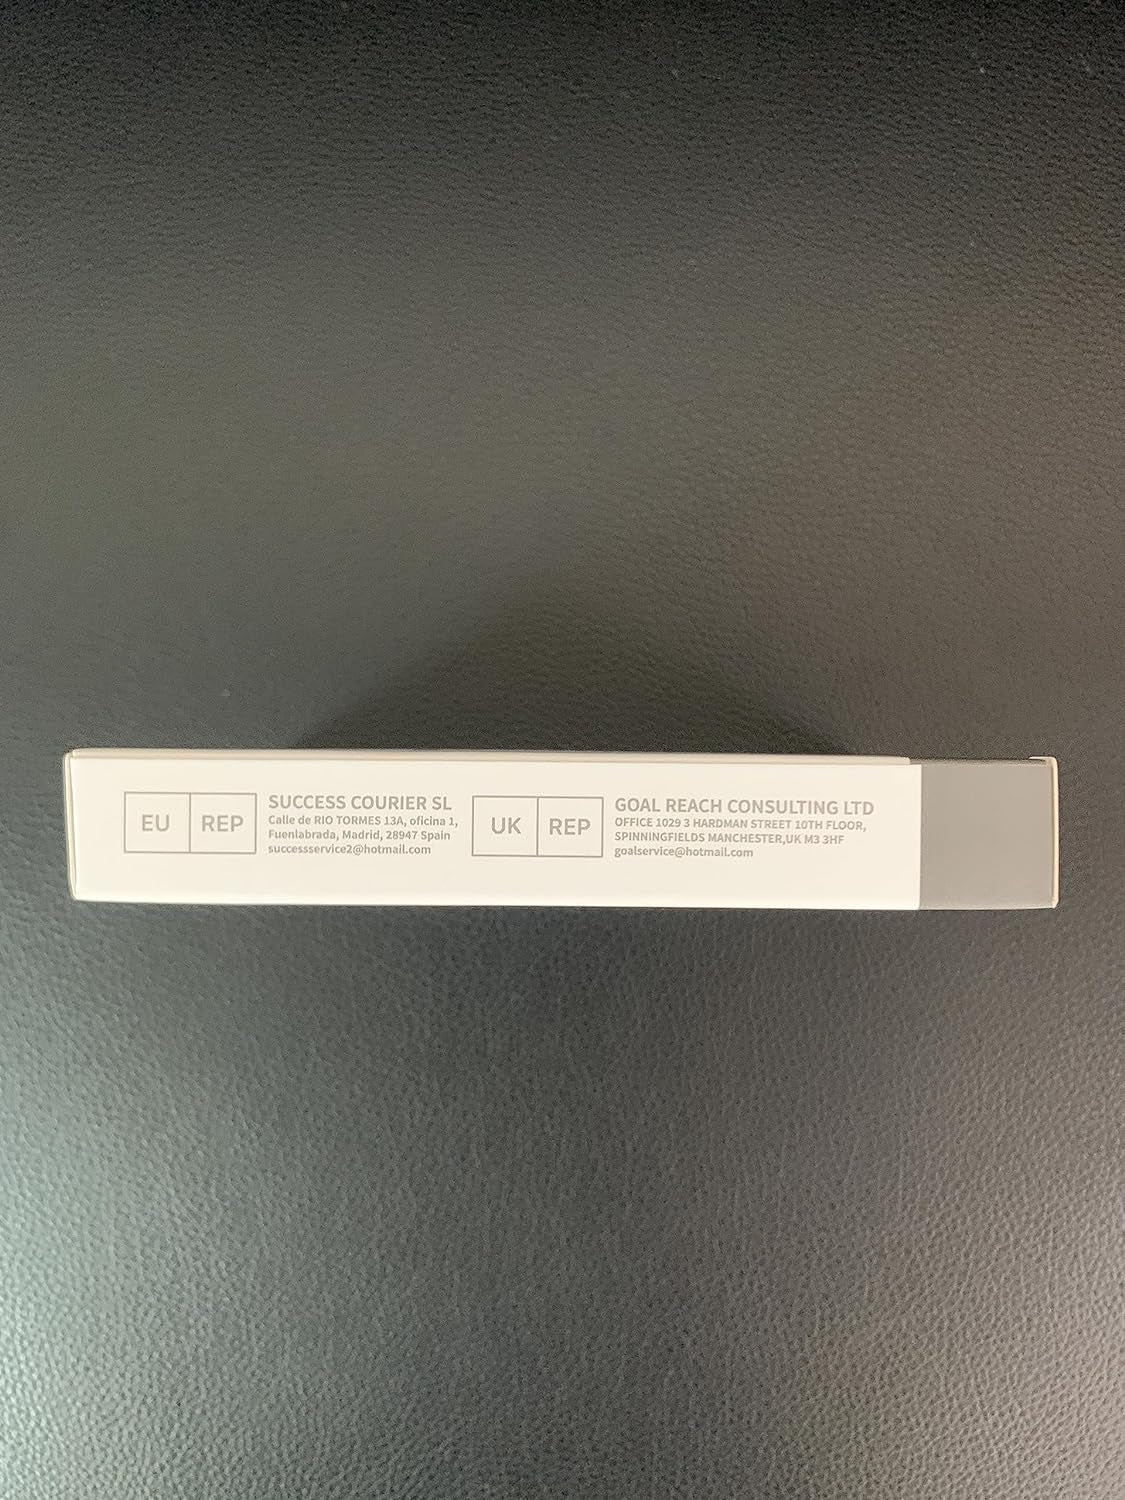 EU REP
SUCCESS COURIER SL
Calle de RIO TORMES 13A, oficina 1,
Fuenlabrada, Madrid, 28947 Spain
successservice2@hotmail.com
UK REP
GOAL REACH CONSULTING LTD
OFFICE 1029 3 HARDMAN STREET 10TH FLOOR,
SPINNINGFIELDS MANCHESTER,UK M3 3HF
goalservice@hotmail.com